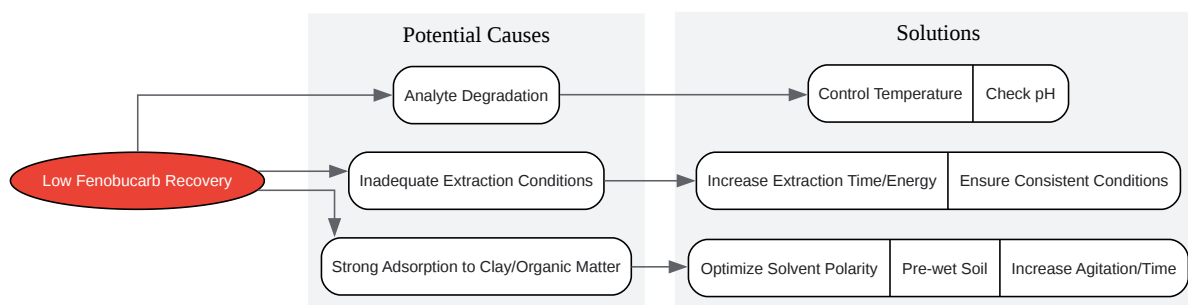 Potential Causes
Solutions
Analyte Degradation
Control Temperature
Check pH
Low Fenobucarb Recovery
Inadequate Extraction Conditions
Increase Extraction Time/Energy
Ensure Consistent Conditions
Strong Adsorption to Clay/Organic Matter
Optimize Solvent Polarity
Pre-wet Soil
Increase Agitation/Time